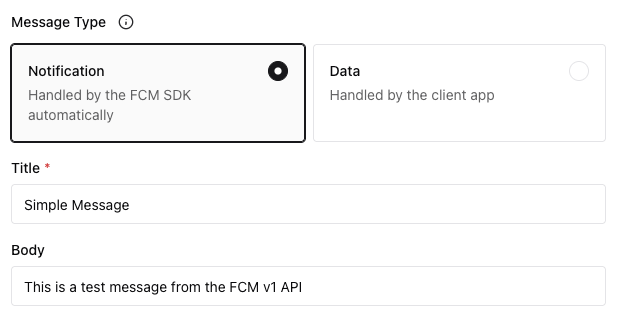 Message Type
Notification
Handled by the FCM SDK
automatically
Data
Handled by the client app
Title *
Simple Message
Body
This is a test message from the FCM v1 API